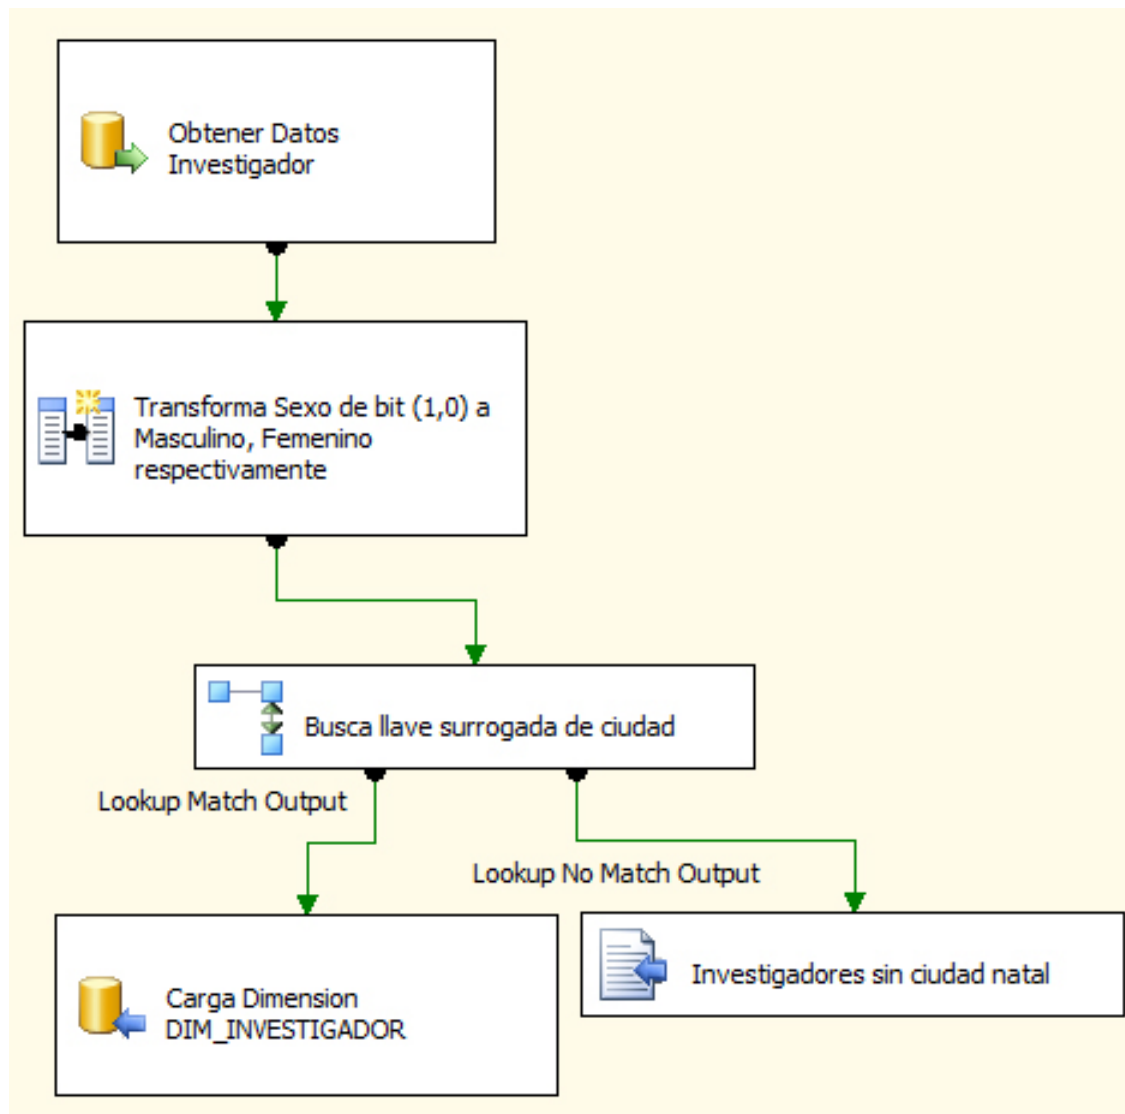 Obtener Datos
Investigador
Transforma Sexo de bit (1,0) a
Masculino, Femenino
respectivamente
Busca llave surrogada de ciudad
Lookup Match Output
Lookup No Match Output
Carga Dimension
DIM_INVESTIGADOR
Investigadores sin ciudad natal